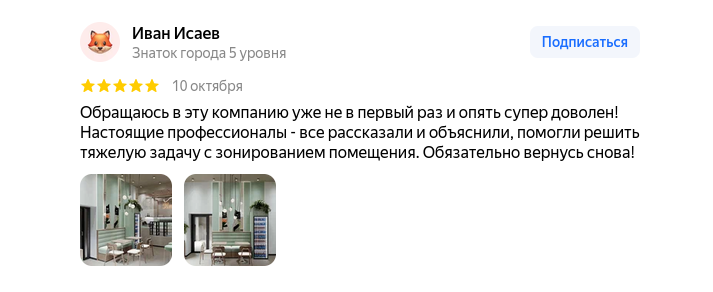 Иван Исаев
Знаток города 5 уровня
Подписаться
10 октября
Обращаюсь в эту компанию уже не в первый раз и опять супер доволен!
Настоящие профессионалы - все рассказали и объяснили, помогли решить
тяжелую задачу с зонированием помещения. Обязательно вернусь снова!